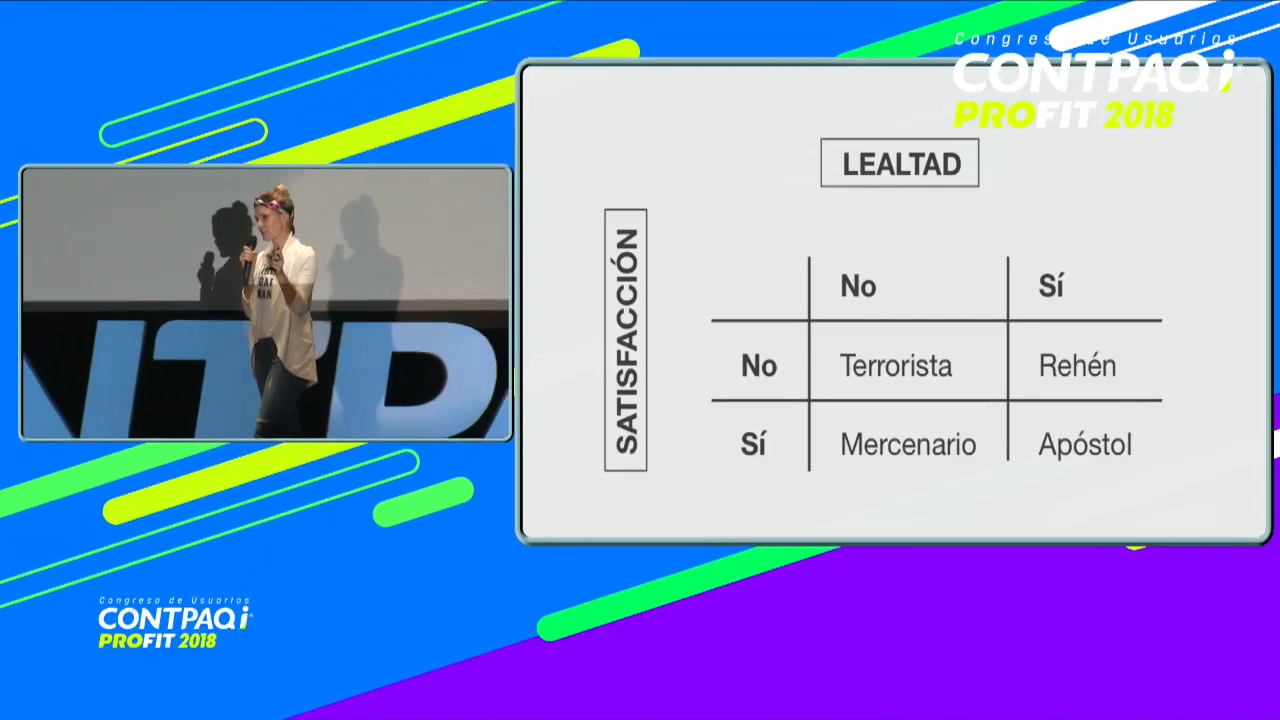 Congreso de Usuarios
CONTPAQi
PROFIT 2018
LEALTAD
SATISFACCIÓN
No Sí
No Terrorista Rehén
Sí Mercenario Apóstol
Congreso de Usuarios
CONTPAQi®
PROFIT 2018